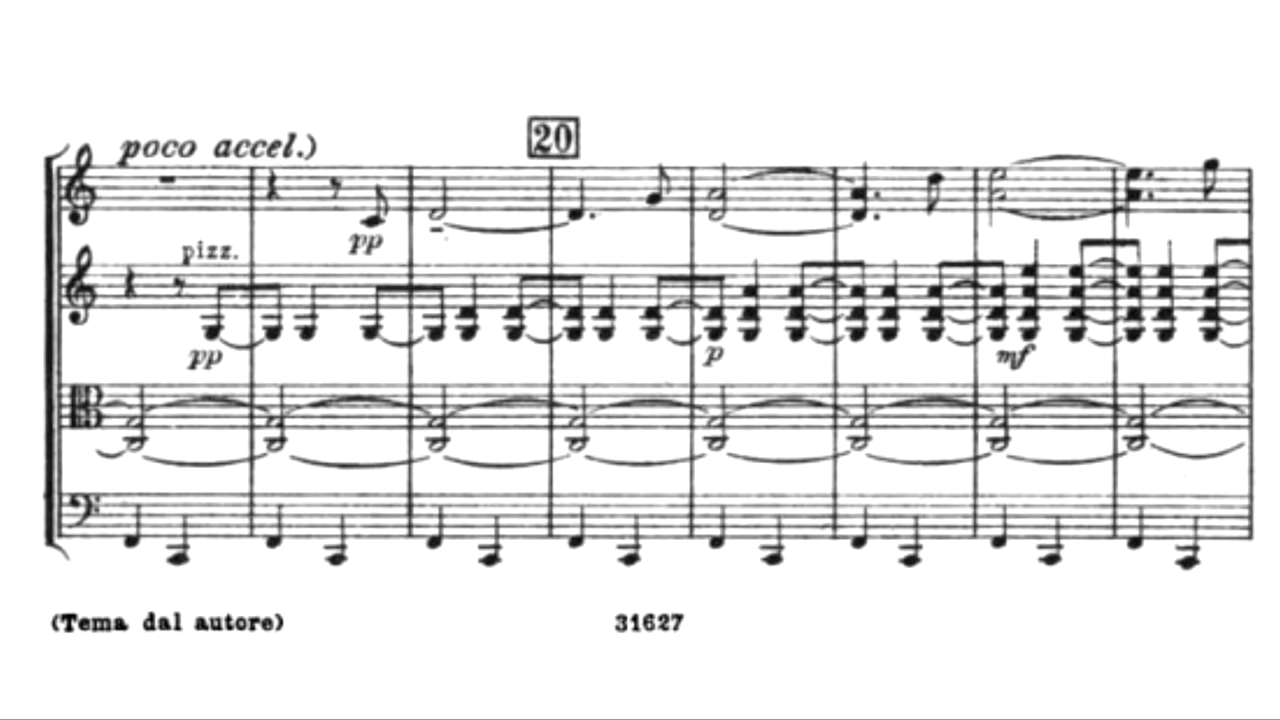 poco accel.)
20
pizz.
pp
pp
p
mf
(Tema dal autore)
31627